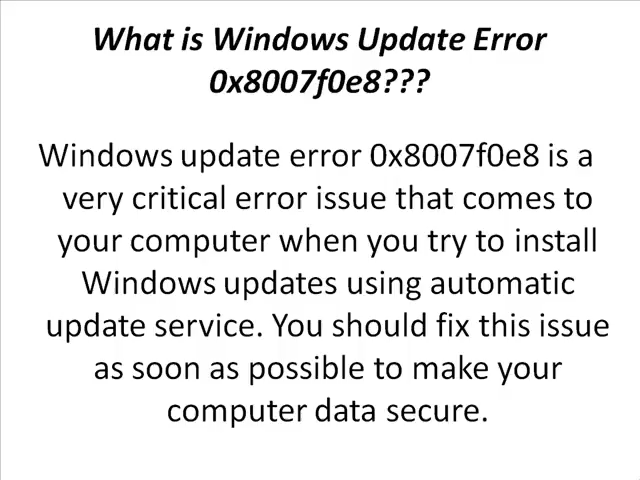 What is Windows Update Error
0x8007f0e8???
Windows update error 0x8007f0e8 is a
very critical error issue that comes to
your computer when you try to install
Windows updates using automatic
update service. You should fix this issue
as soon as possible to make your
computer data secure.